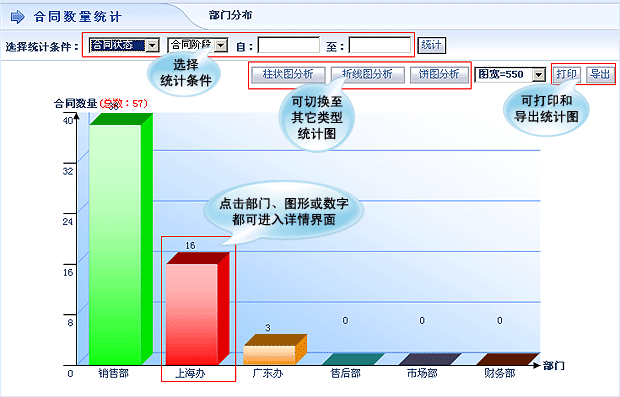 合同数量统计
部门分布
选择统计条件： 合同状态 合同阶段 自： 至： 统计
选择
统计条件
柱状图分析 折线图分析 饼图分析 图宽=550 打印 导出
可切换至
其它类型
统计图
可打印和
导出统计图
合同数量(总数：57)
40
32
24
16
8
0
点击部门、图形或数字
都可进入详情界面
16
3
0
0
0
部门
销售部 上海办 广东办 售后部 市场部 财务部